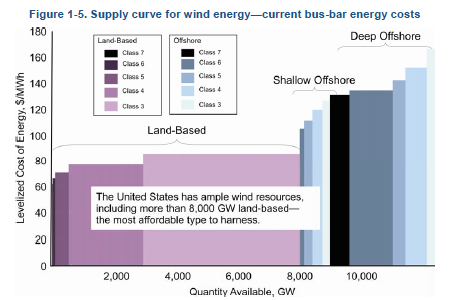 Figure 1-5. Supply curve for wind energy—current bus-bar energy costs
180
160
140
120
100
80
60
40
20
0
Levelized Cost of Energy, $/MWh
Land-Based
Class 7
Class 6
Class 5
Class 4
Class 3
Offshore
Class 7
Class 6
Class 5
Class 4
Class 3
Deep Offshore
Shallow Offshore
Land-Based
The United States has ample wind resources,
including more than 8,000 GW land-based—
the most affordable type to harness.
2,000
4,000
6,000
8,000
10,000
Quantity Available, GW